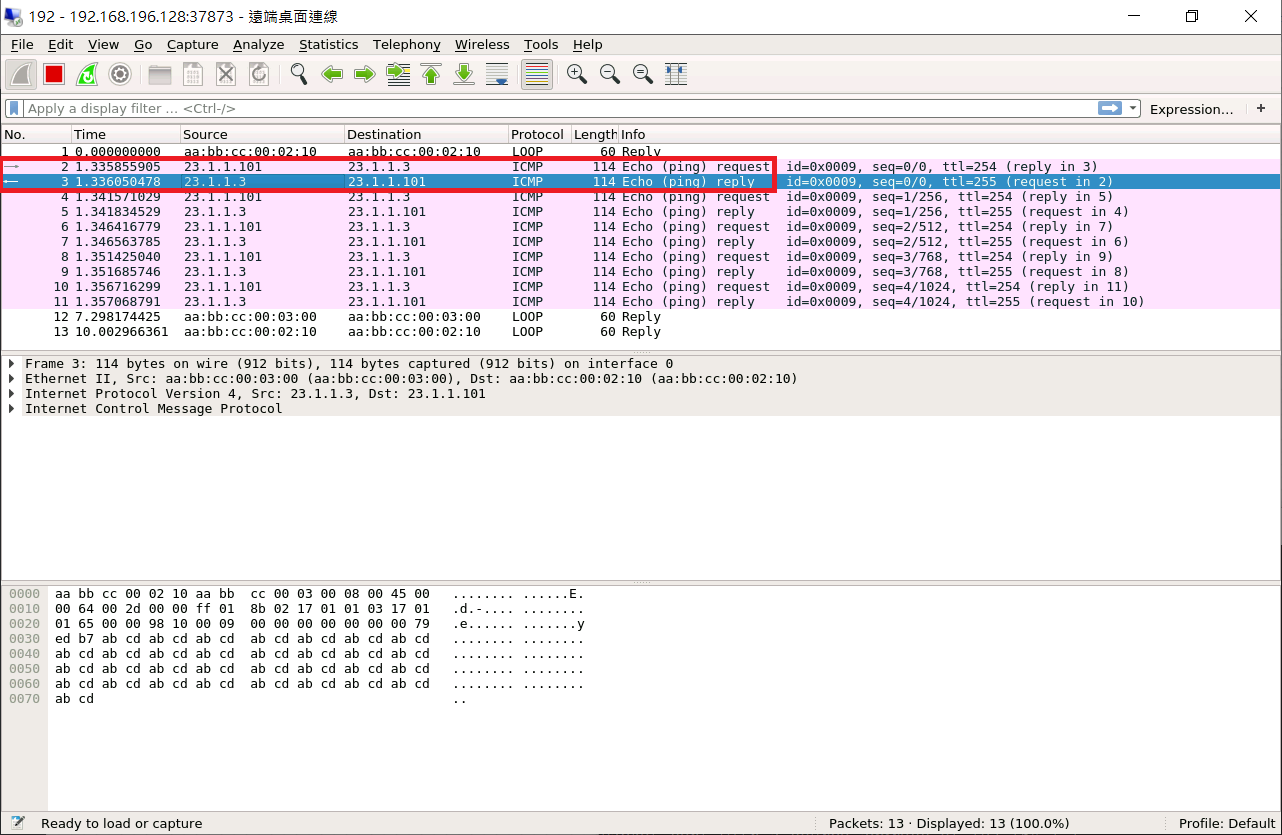 192 - 192.168.196.128:37873 - 遠端桌面連線
File Edit View Go Capture Analyze Statistics Telephony Wireless Tools Help
Apply a display filter ... <Ctrl-/> Expression... +
No. Time Source Destination Protocol Length Info
1 0.000000000 aa:bb:cc:00:02:10 aa:bb:cc:00:02:10 LOOP 60 Reply
2 1.335855905 23.1.1.101 23.1.1.3 ICMP 114 Echo (ping) request id=0x0009, seq=0/0, ttl=254 (reply in 3)
3 1.336050478 23.1.1.3 23.1.1.101 ICMP 114 Echo (ping) reply id=0x0009, seq=0/0, ttl=255 (request in 2)
4 1.341571029 23.1.1.101 23.1.1.3 ICMP 114 Echo (ping) request id=0x0009, seq=1/256, ttl=254 (reply in 5)
5 1.341834529 23.1.1.3 23.1.1.101 ICMP 114 Echo (ping) reply id=0x0009, seq=1/256, ttl=255 (request in 4)
6 1.346416779 23.1.1.101 23.1.1.3 ICMP 114 Echo (ping) request id=0x0009, seq=2/512, ttl=254 (reply in 7)
7 1.346563785 23.1.1.3 23.1.1.101 ICMP 114 Echo (ping) reply id=0x0009, seq=2/512, ttl=255 (request in 6)
8 1.351425040 23.1.1.101 23.1.1.3 ICMP 114 Echo (ping) request id=0x0009, seq=3/768, ttl=254 (reply in 9)
9 1.351685746 23.1.1.3 23.1.1.101 ICMP 114 Echo (ping) reply id=0x0009, seq=3/768, ttl=255 (request in 8)
10 1.356716299 23.1.1.101 23.1.1.3 ICMP 114 Echo (ping) request id=0x0009, seq=4/1024, ttl=254 (reply in 11)
11 1.357068791 23.1.1.3 23.1.1.101 ICMP 114 Echo (ping) reply id=0x0009, seq=4/1024, ttl=255 (request in 10)
12 7.298174425 aa:bb:cc:00:03:00 aa:bb:cc:00:03:00 LOOP 60 Reply
13 10.002966361 aa:bb:cc:00:02:10 aa:bb:cc:00:02:10 LOOP 60 Reply
Frame 3: 114 bytes on wire (912 bits), 114 bytes captured (912 bits) on interface 0
Ethernet II, Src: aa:bb:cc:00:03:00 (aa:bb:cc:00:03:00), Dst: aa:bb:cc:00:02:10 (aa:bb:cc:00:02:10)
Internet Protocol Version 4, Src: 23.1.1.3, Dst: 23.1.1.101
Internet Control Message Protocol
0000 aa bb cc 00 02 10 aa bb cc 00 03 00 08 00 45 00 ........ ......E.
0010 00 64 00 2d 00 00 ff 01 8b 02 17 01 01 03 17 01 .d.-.... ........
0020 01 65 00 00 98 10 00 09 00 00 00 00 00 00 00 79 .e...... .......y
0030 ed b7 ab cd ab cd ab cd ab cd ab cd ab cd ab cd ........ ........
0040 ab cd ab cd ab cd ab cd ab cd ab cd ab cd ab cd ........ ........
0050 ab cd ab cd ab cd ab cd ab cd ab cd ab cd ab cd ........ ........
0060 ab cd ab cd ab cd ab cd ab cd ab cd ab cd ab cd ........ ........
0070 ab cd ..
Ready to load or capture Packets: 13 · Displayed: 13 (100.0%) Profile: Default